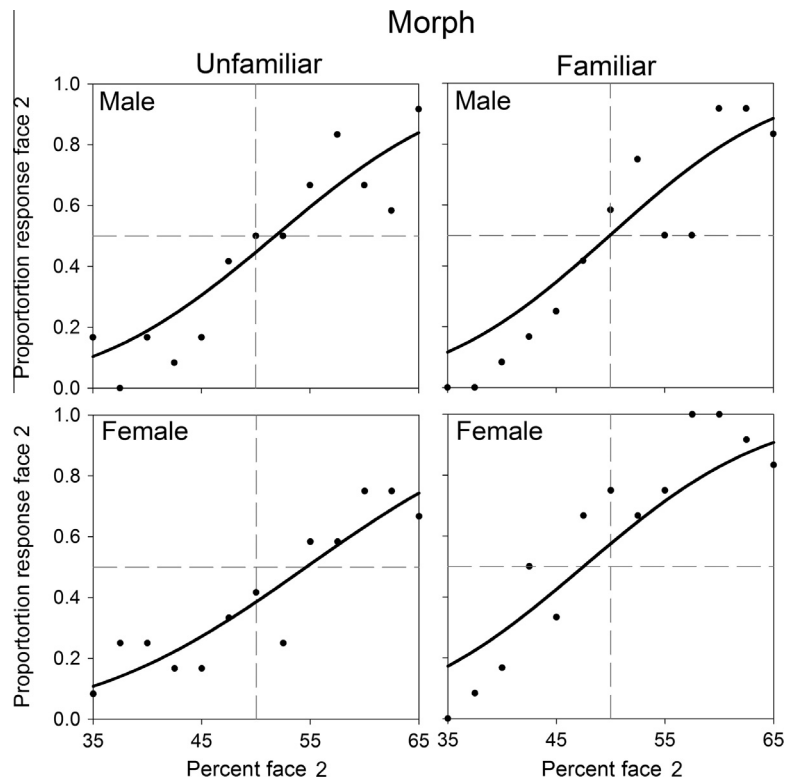 Morph
Unfamiliar
Familiar
Proportortion response face 2
1.0
0.8
0.6
0.4
0.2
0.0
Male
Male
Proportortion response face 2
1.0
0.8
0.6
0.4
0.2
0.0
Female
Female
35 45 55 65
35 45 55 65
Percent face 2
Percent face 2